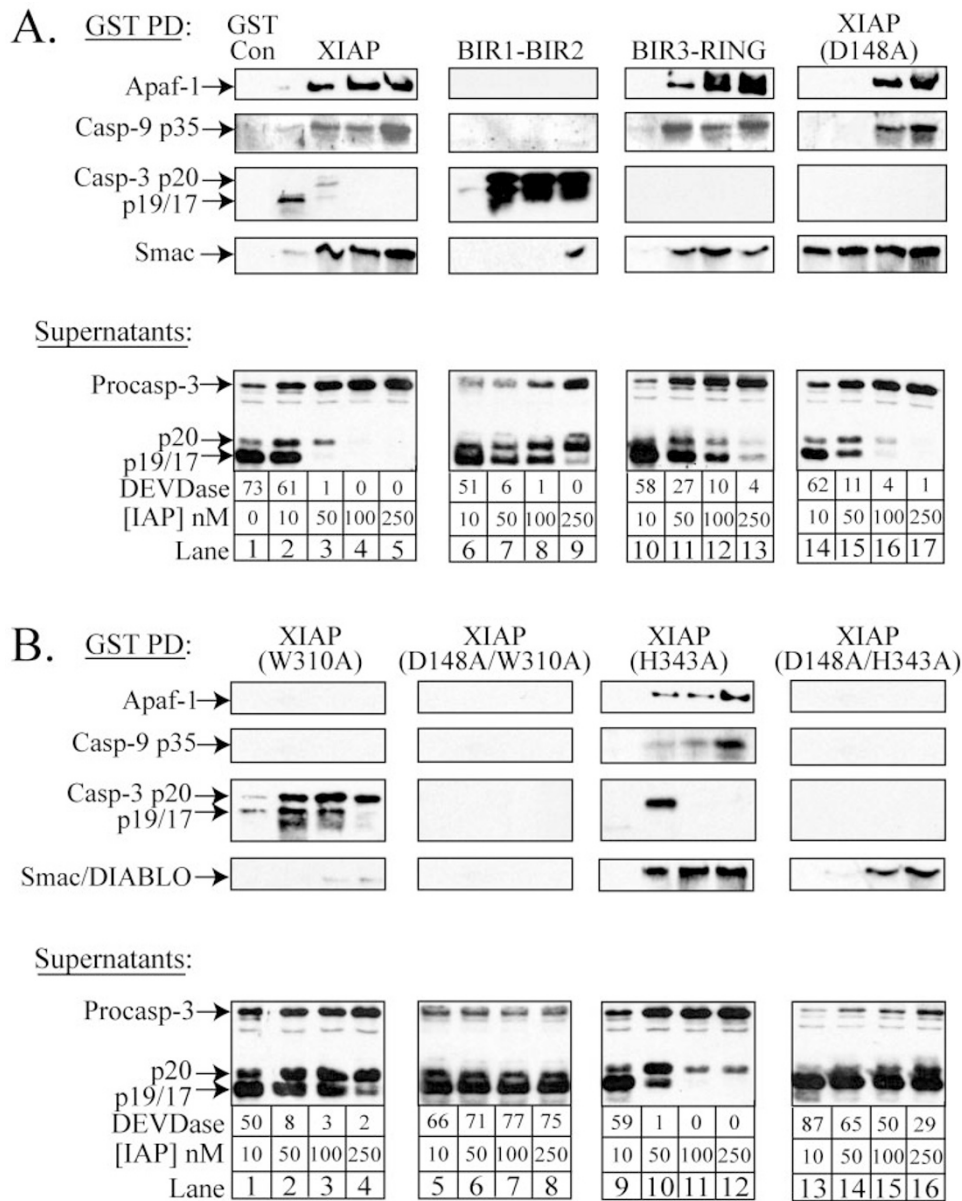 A. GST PD: GST Con XIAP BIR1-BIR2 BIR3-RING XIAP (D148A)
Apaf-1
Casp-9 p35
Casp-3 p20
p19/17
Smac
Supernatants:
Procasp-3
p20
p19/17
DEVDase 73 61 1 0 0 51 6 1 0 58 27 10 4 62 11 4 1
[IAP] nM 0 10 50 100 250 10 50 100 250 10 50 100 250 10 50 100 250
Lane 1 2 3 4 5 6 7 8 9 10 11 12 13 14 15 16 17
B. GST PD: XIAP (W310A) XIAP (D148A/W310A) XIAP (H343A) XIAP (D148A/H343A)
Apaf-1
Casp-9 p35
Casp-3 p20
p19/17
Smac/DIABLO
Supernatants:
Procasp-3
p20
p19/17
DEVDase 50 8 3 2 66 71 77 75 59 1 0 0 87 65 50 29
[IAP] nM 10 50 100 250 10 50 100 250 10 50 100 250 10 50 100 250
Lane 1 2 3 4 5 6 7 8 9 10 11 12 13 14 15 16